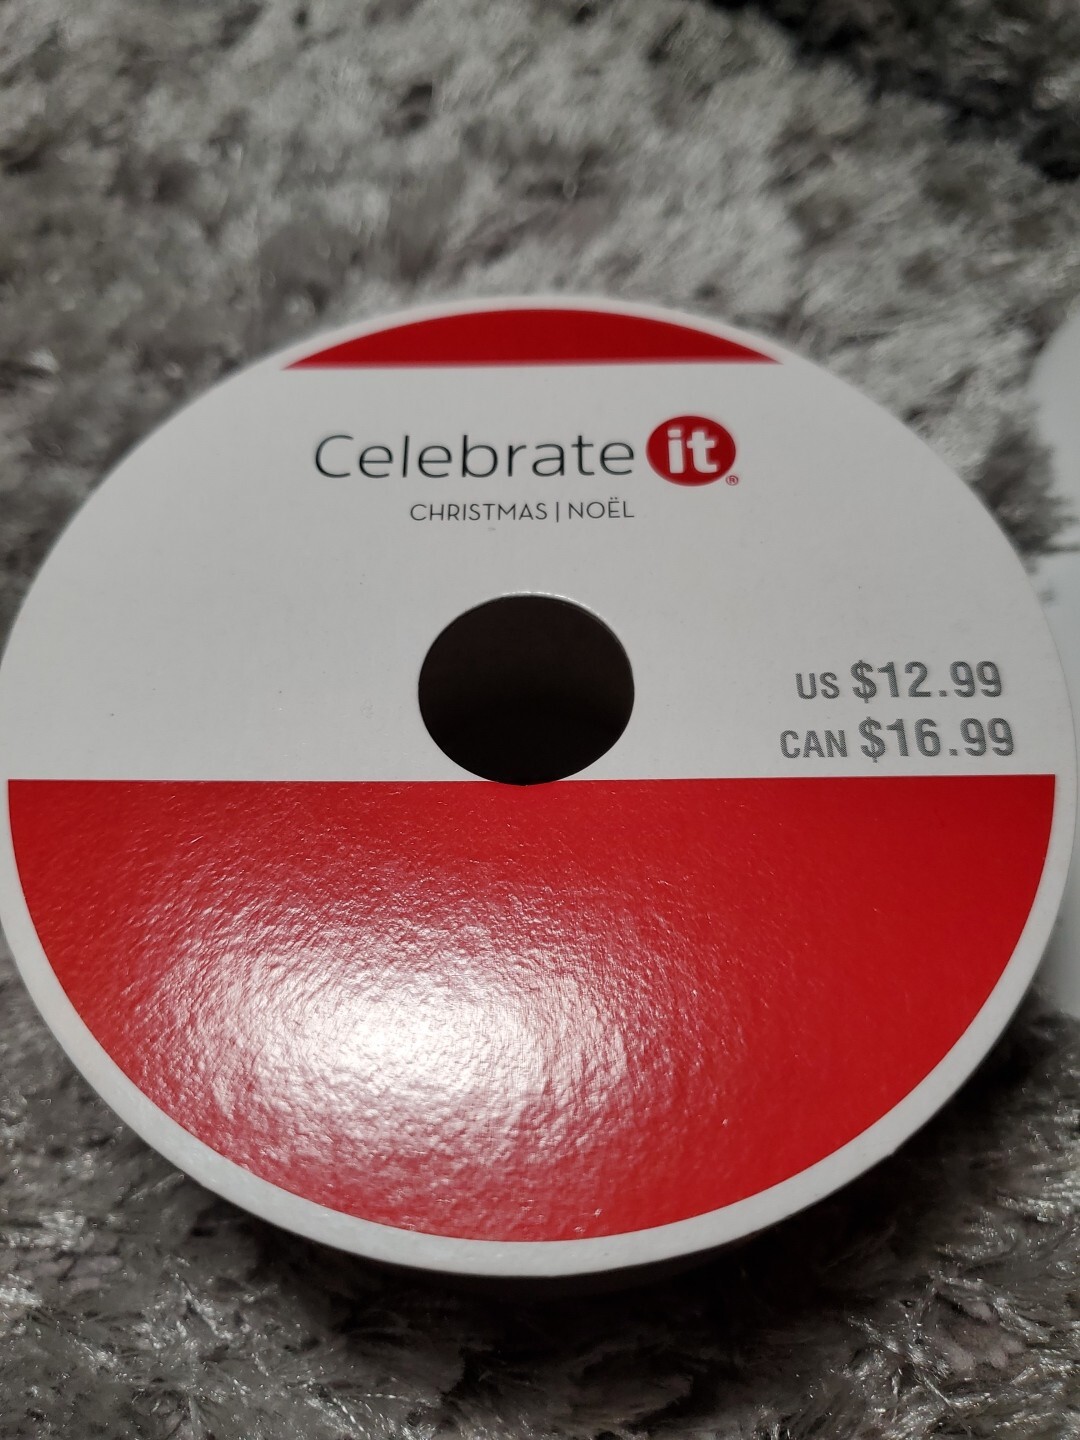 Celebrate it®
CHRISTMAS | NOËL
US $12.99
CAN $16.99